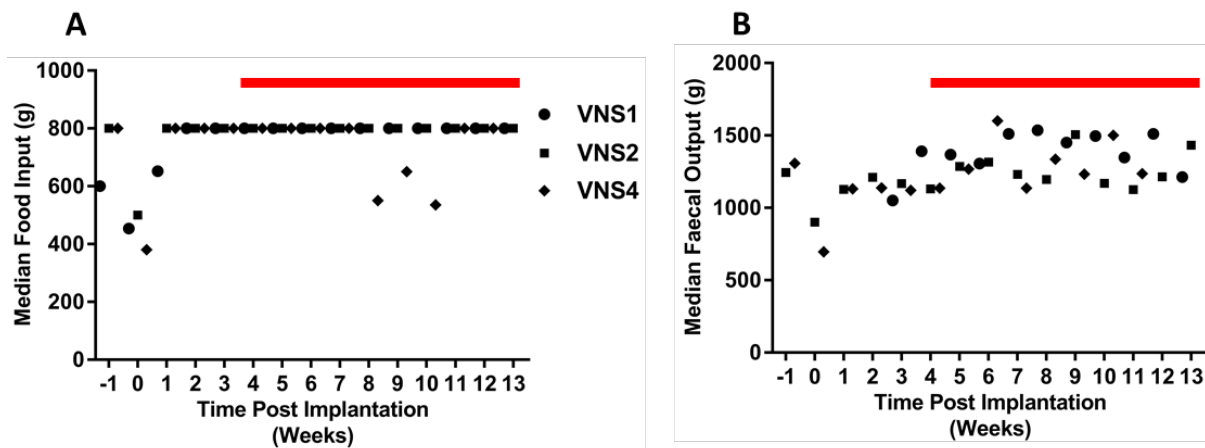 A
Median Food Input (g)
1000
800
600
400
200
0
-1 0 1 2 3 4 5 6 7 8 9 10 11 12 13
Time Post Implantation
(Weeks)
VNS1
VNS2
VNS4
B
Median Faecal Output (g)
2000
1500
1000
500
0
-1 0 1 2 3 4 5 6 7 8 9 10 11 12 13
Time Post Implantation
(Weeks)